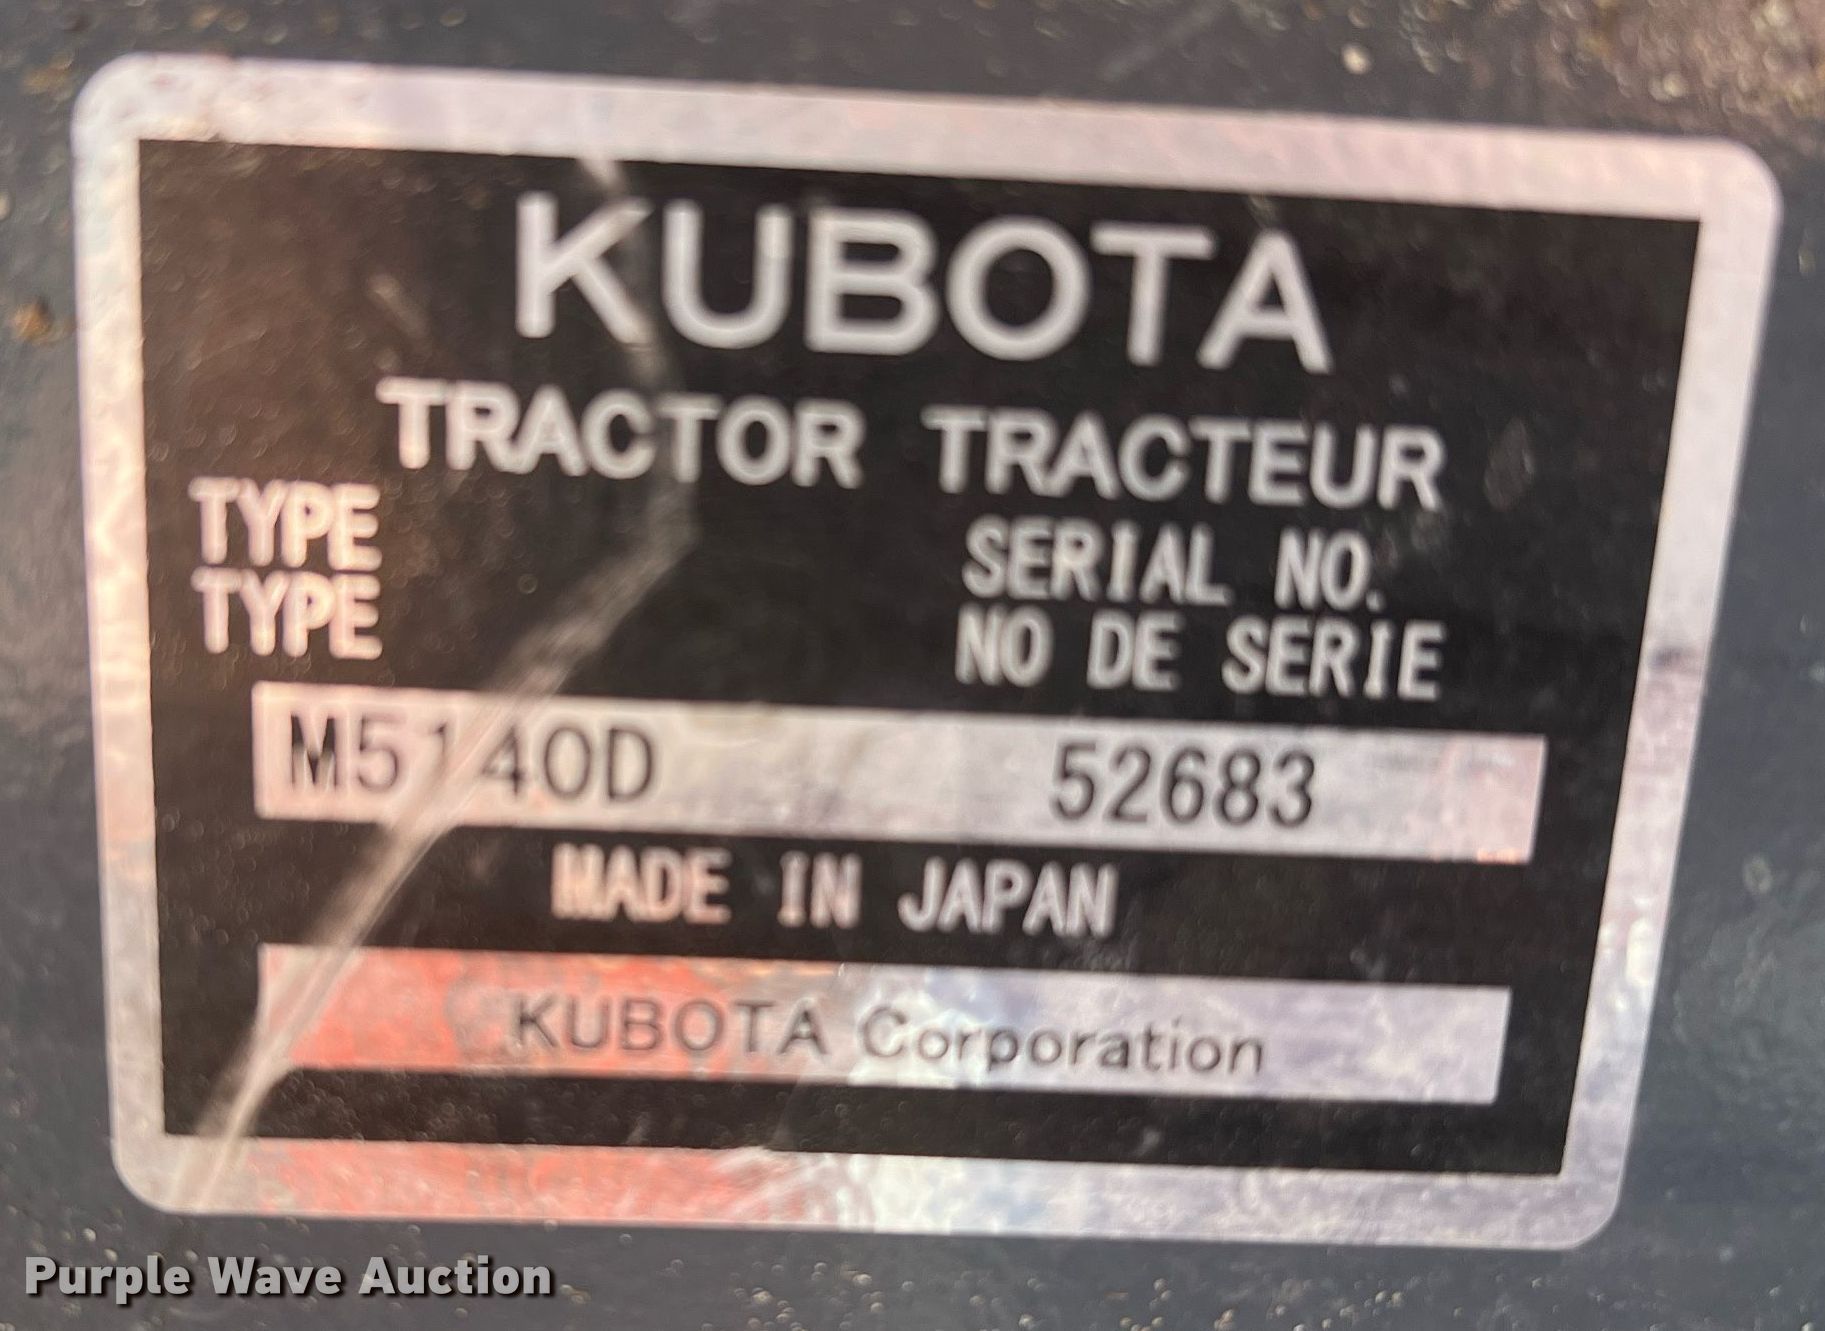 KUBOTA
TRACTOR TRACTEUR
TYPE SERIAL NO.
TYPE NO DE SERIE
M5140D 52683
MADE IN JAPAN
KUBOTA Corporation
Purple Wave Auction